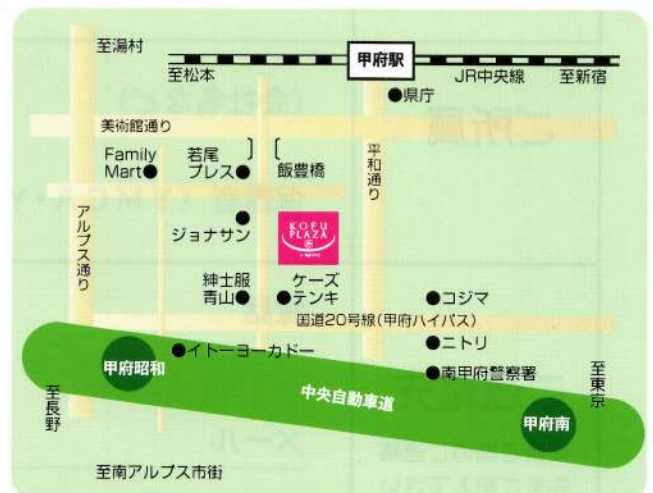 至湯村
甲府駅
至松本
JR中央線
至新宿
県庁
美術館通り
Family
Mart
若尾
プレス
飯豊橋
平和通り
アルプス通り
ジョナサン
KOFU
PLAZA
紳士服
青山
ケーズ
デンキ
コジマ
国道20号線(甲府バイパス)
ニトリ
イトーヨーカドー
南甲府警察署
甲府昭和
中央自動車道
甲府南
至東京
至長野
至南アルプス市街